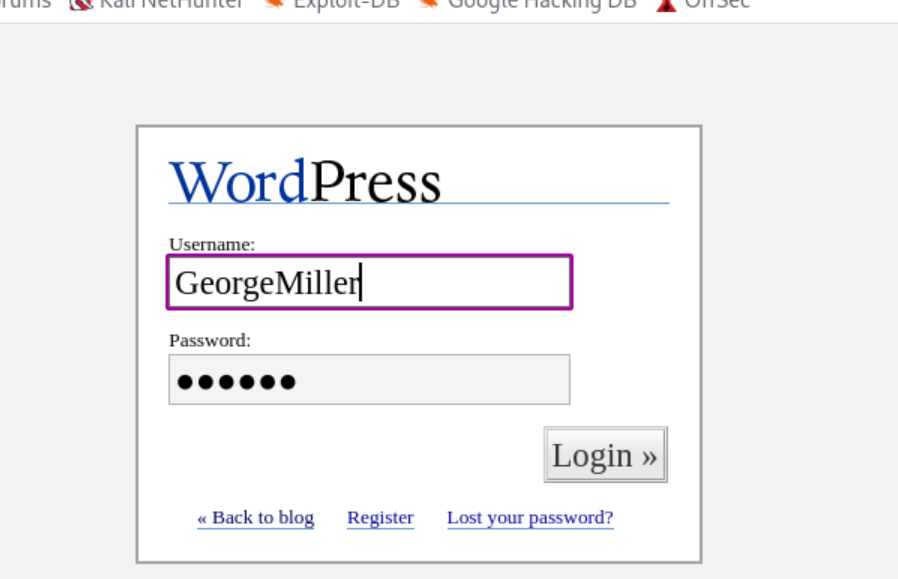 orums Kali NetHunter Exploit-DB Google Hacking DB OffSec
WordPress
Username:
GeorgeMiller
Password:
●●●●●●
Login »
« Back to blog Register Lost your password?